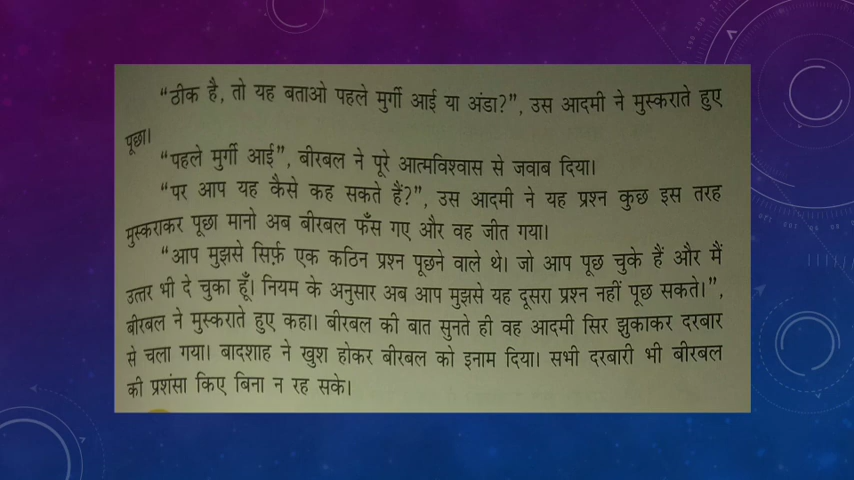 “ठीक है, तो यह बताओ पहले मुर्गी आई या अंडा?”, उस आदमी ने मुस्कराते हुए
पूछा।
“पहले मुर्गी आई”, बीरबल ने पूरे आत्मविश्वास से जवाब दिया।
“पर आप यह कैसे कह सकते हैं?”, उस आदमी ने यह प्रश्न कुछ इस तरह
मुस्कराकर पूछा मानो अब बीरबल फँस गए और वह जीत गया।
“आप मुझसे सिर्फ़ एक कठिन प्रश्न पूछने वाले थे। जो आप पूछ चुके हैं और मैं
उत्तर भी दे चुका हूँ। नियम के अनुसार अब आप मुझसे यह दूसरा प्रश्न नहीं पूछ सकते।”,
बीरबल ने मुस्कराते हुए कहा। बीरबल की बात सुनते ही वह आदमी सिर झुकाकर दरबार
से चला गया। बादशाह ने खुश होकर बीरबल को इनाम दिया। सभी दरबारी भी बीरबल
की प्रशंसा किए बिना न रह सके।